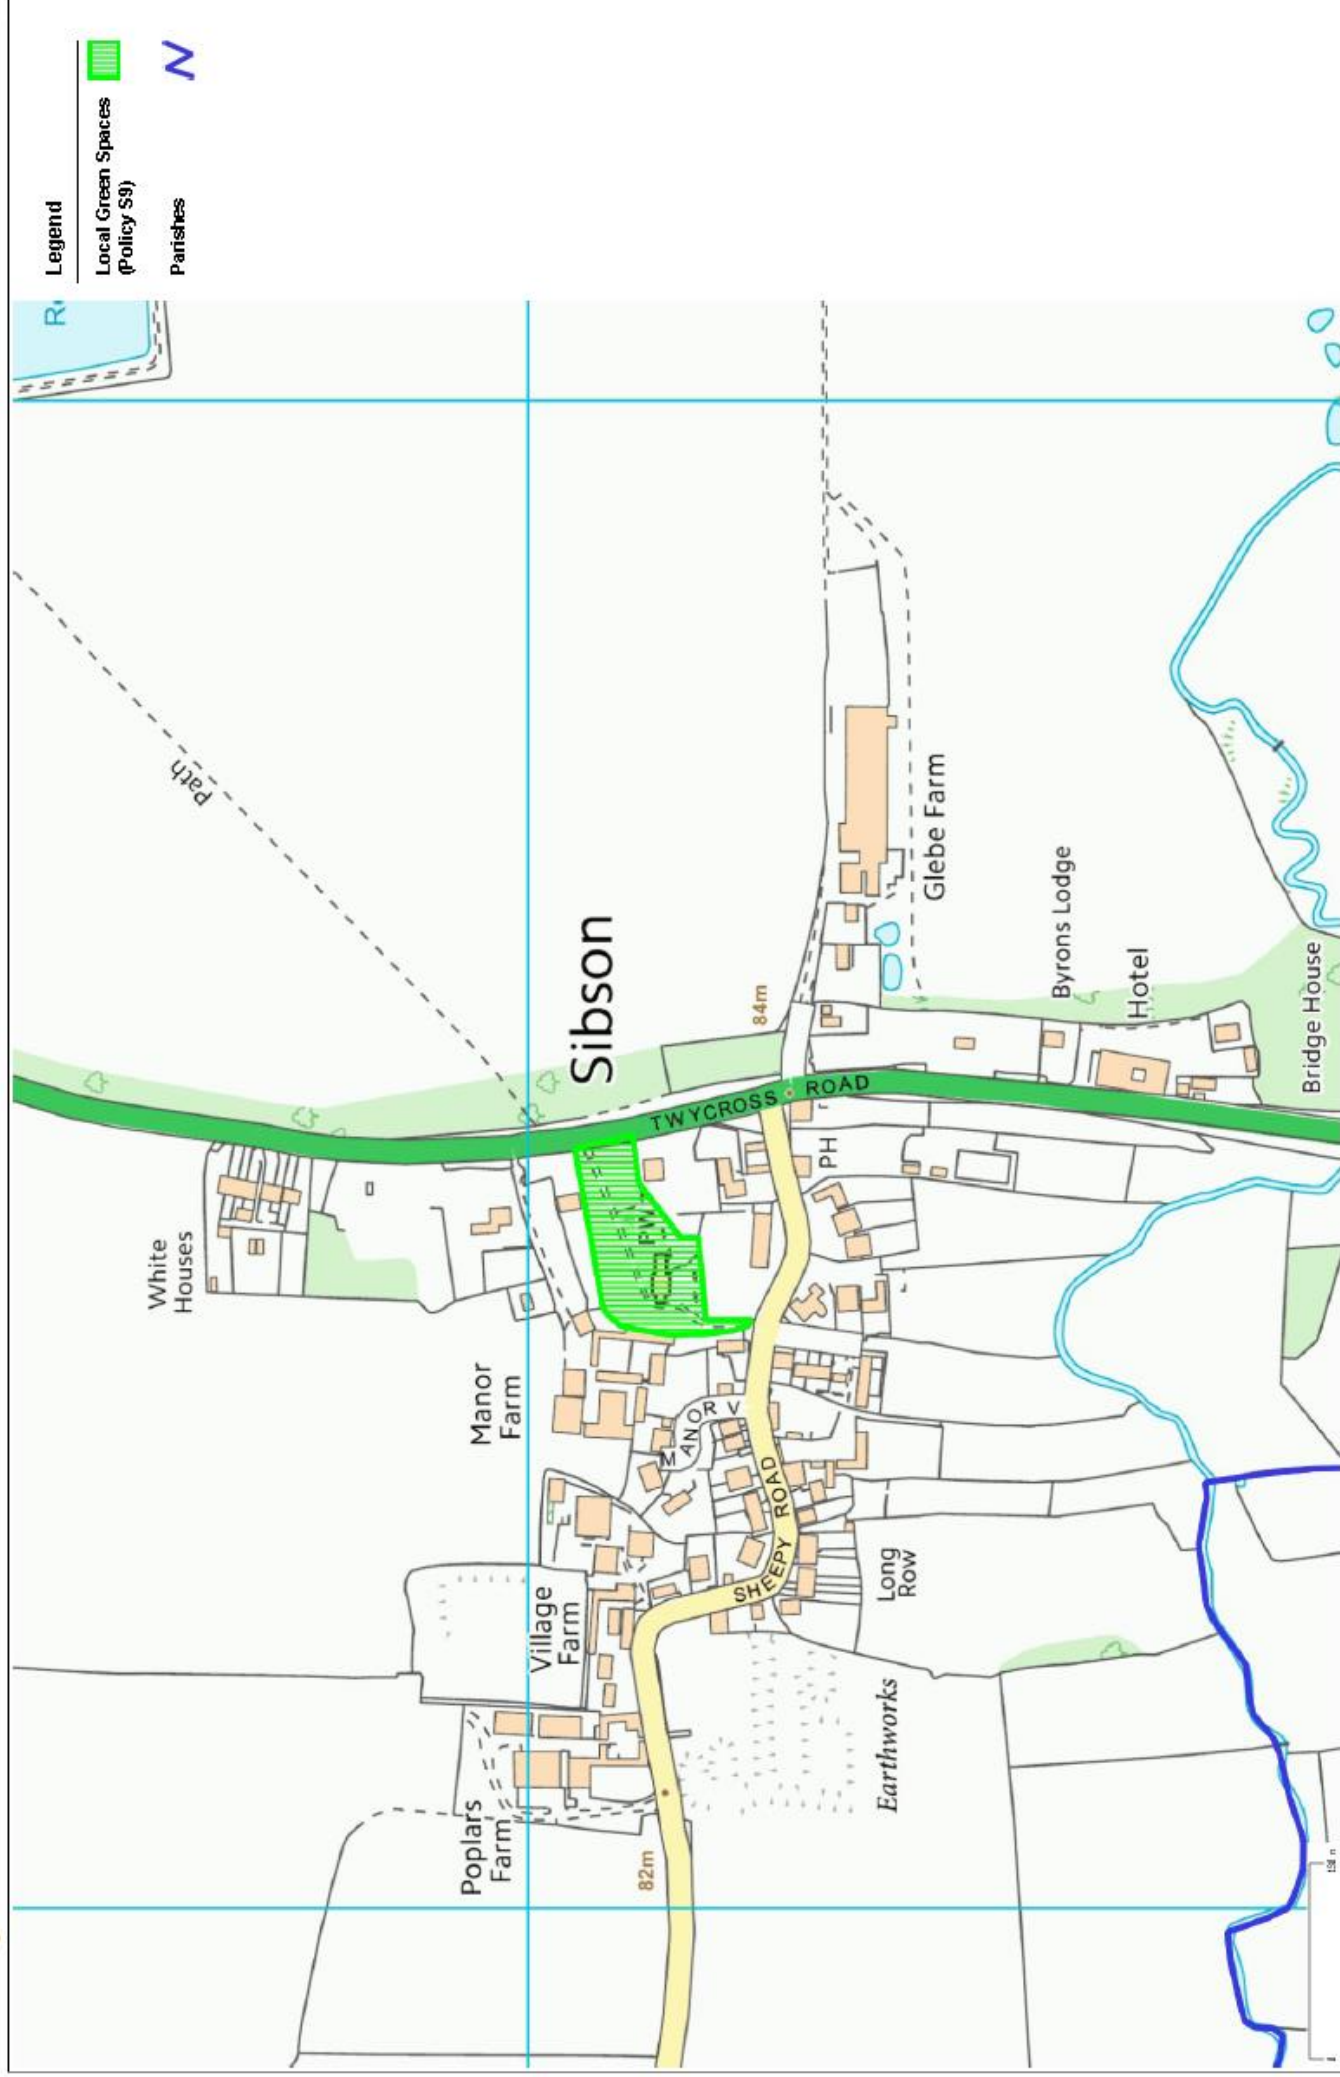 Legend
Local Green Spaces
(Policy S9)
Parishes
Path
White
Houses
Sibson
Manor
Farm
PW
TWYCROSS ROAD
84m
PH
Glebe Farm
Byrons Lodge
Hotel
Bridge House
MANOR V
Village
Farm
SHEEPY ROAD
Long
Row
Poplars
Farm
82m
Earthworks